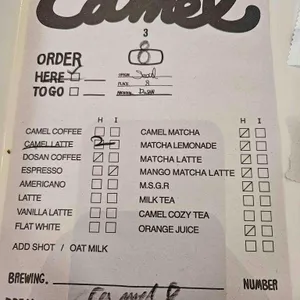 Camel
3
8
ORDER
HERE
TO GO
H I H I
CAMEL COFFEE CAMEL MATCHA
CAMEL LATTE 2 MATCHA LEMONADE
DOSAN COFFEE MATCHA LATTE
ESPRESSO MANGO MATCHA LATTE
AMERICANO M.S.G.R
LATTE MILK TEA
VANILLA LATTE CAMEL COZY TEA
FLAT WHITE ORANGE JUICE
ADD SHOT / OAT MILK
BREWING. NUMBER